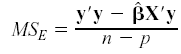 MS_E = (y′y − β̂X′y) / (n − p)